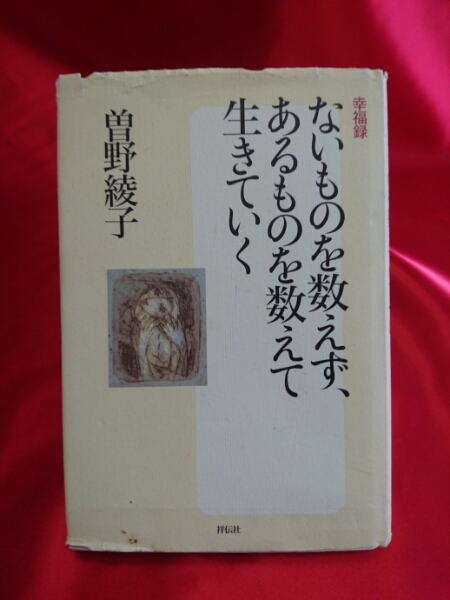 幸福録
ないものを数えず、
あるものを数えて
生きていく
曽野綾子
祥伝社